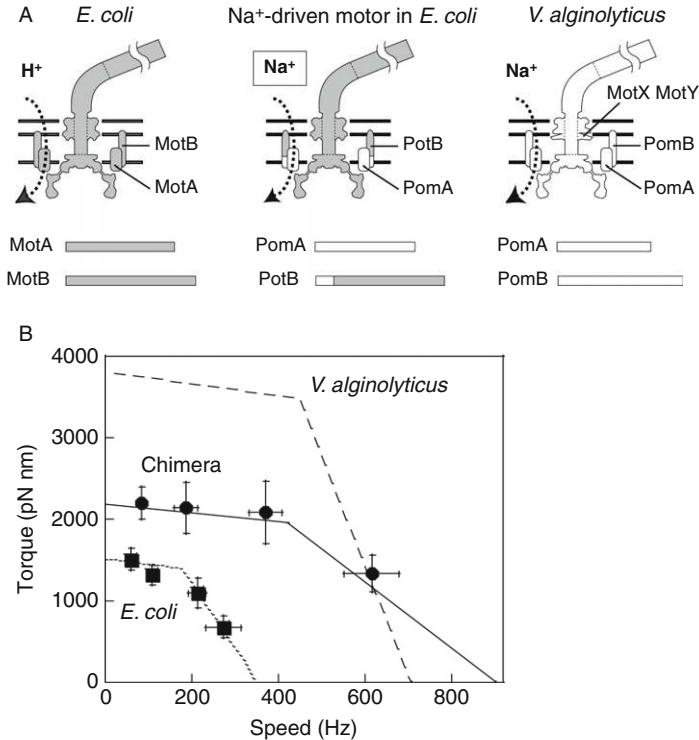 A
E. coli
Na⁺-driven motor in E. coli
V. alginolyticus
H⁺
Na⁺
Na⁺
MotX MotY
MotB
PotB
PomB
MotA
PomA
PomA
MotA
PomA
PomA
MotB
PotB
PomB
B
4000
3000
2000
1000
0
Torque (pN nm)
V. alginolyticus
Chimera
E. coli
0 200 400 600 800
Speed (Hz)